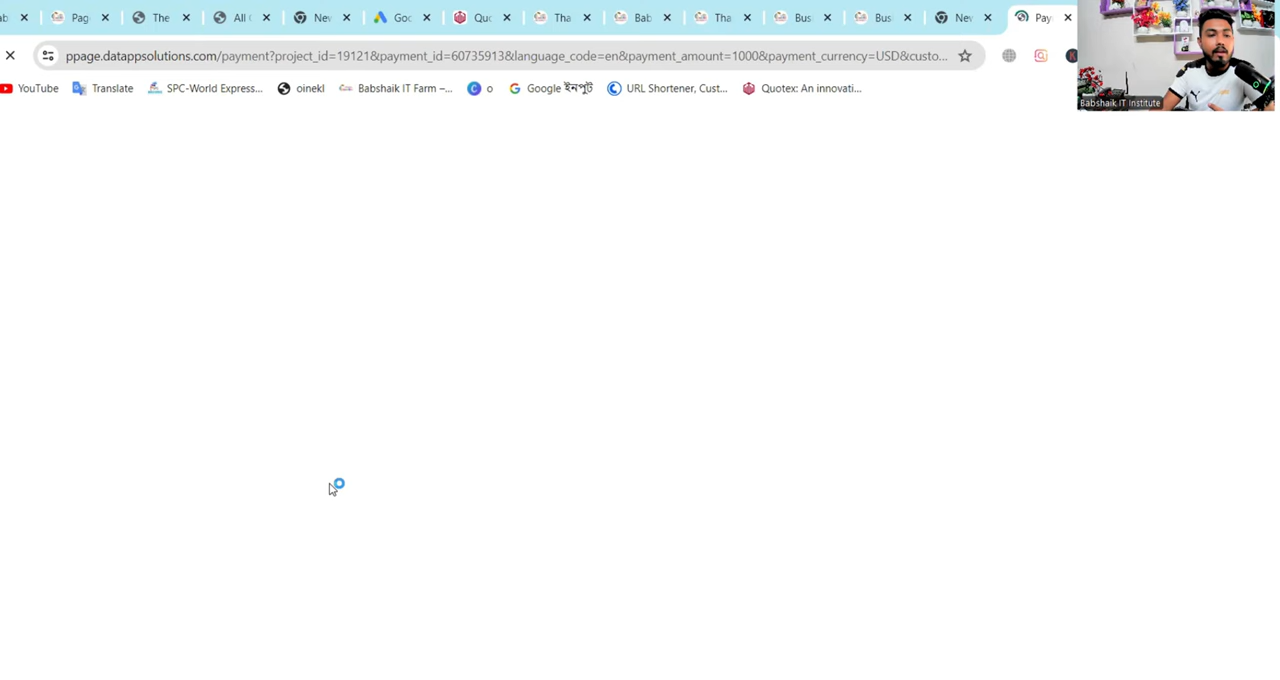 ab Pag The All Nev Goo Quo Tha Bab Tha Bus Bus Nev Pay
ppage.datappsolutions.com/payment?project_id=19121&payment_id=60735913&language_code=en&payment_amount=1000&payment_currency=USD&custo...
YouTube Translate SPC-World Express... oinekl Babshaik IT Farm –... o Google ইনপুট URL Shortener, Cust... Quotex: An innovati...
Babshaik IT Institute